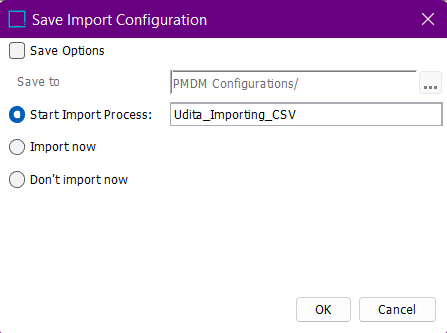 Save Import Configuration
Save Options
Save to
PMDM Configurations/
...
Start Import Process:
Udita_Importing_CSV
Import now
Don't import now
OK
Cancel